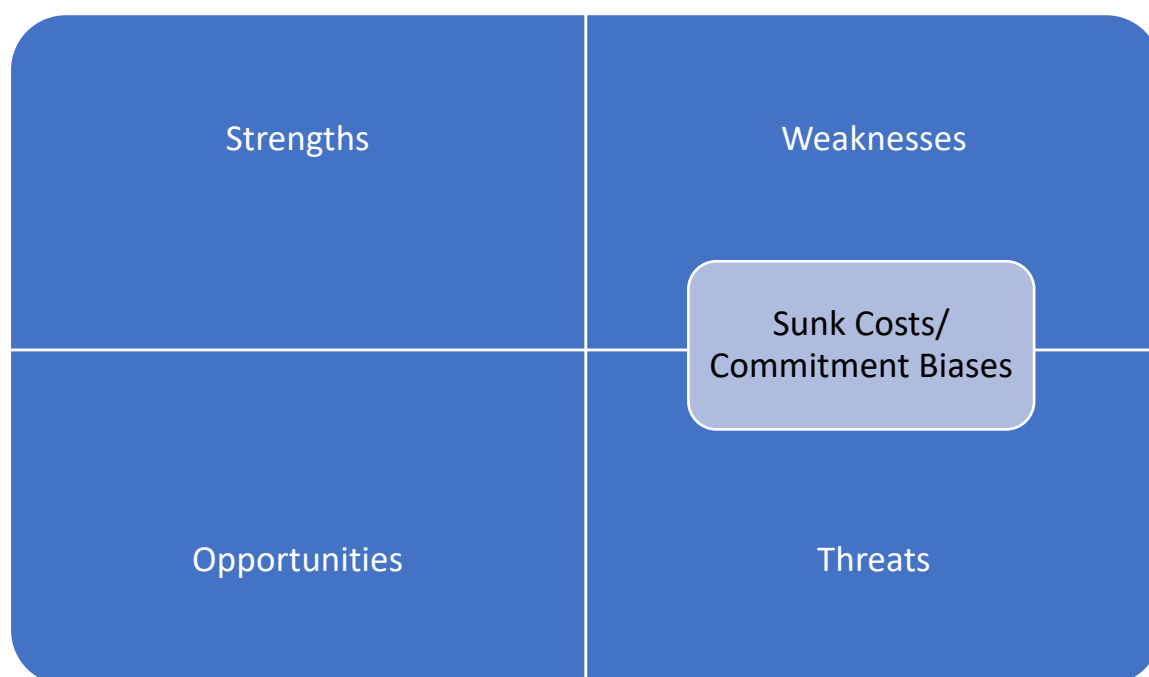 Strengths
Weaknesses
Sunk Costs/
Commitment Biases
Opportunities
Threats